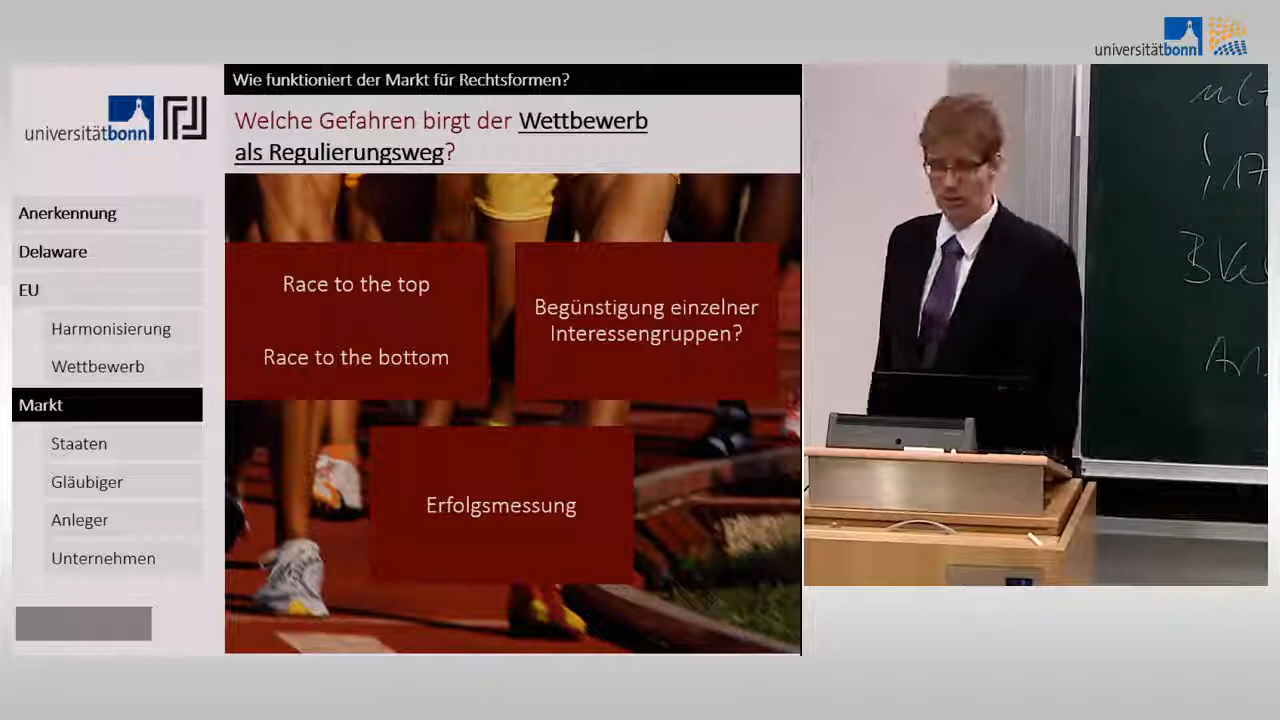 universitätbonn
universitätbonn
Anerkennung
Delaware
EU
Harmonisierung
Wettbewerb
Markt
Staaten
Gläubiger
Anleger
Unternehmen
Wie funktioniert der Markt für Rechtsformen?
Welche Gefahren birgt der Wettbewerb
als Regulierungsweg?
Race to the top
Race to the bottom
Begünstigung einzelner
Interessengruppen?
Erfolgsmessung